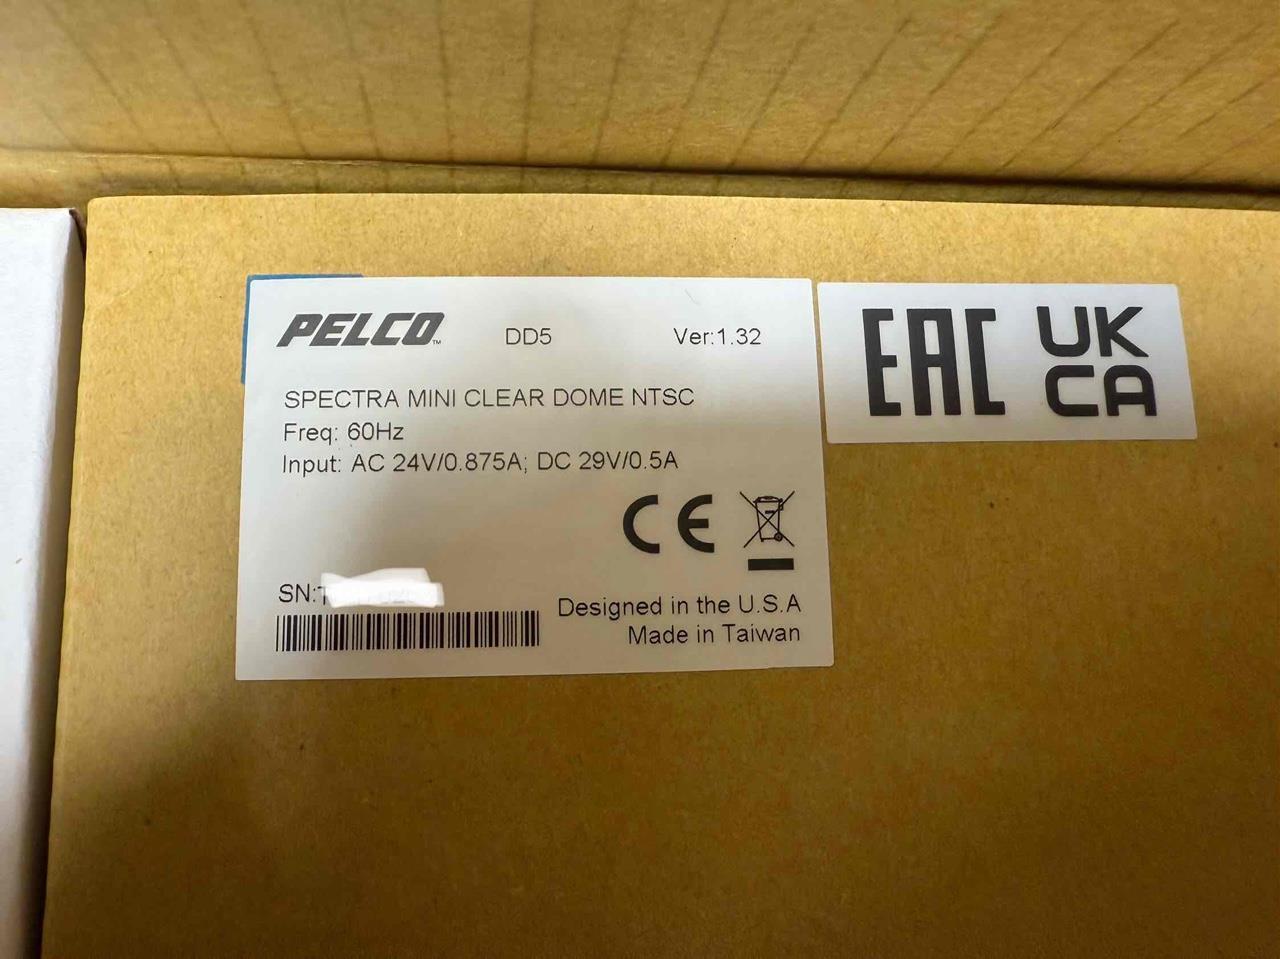 PELCO™ DD5 Ver:1.32
SPECTRA MINI CLEAR DOME NTSC
Freq: 60Hz
Input: AC 24V/0.875A; DC 29V/0.5A
CE
SN:
Designed in the U.S.A
Made in Taiwan
EAC
UK
CA